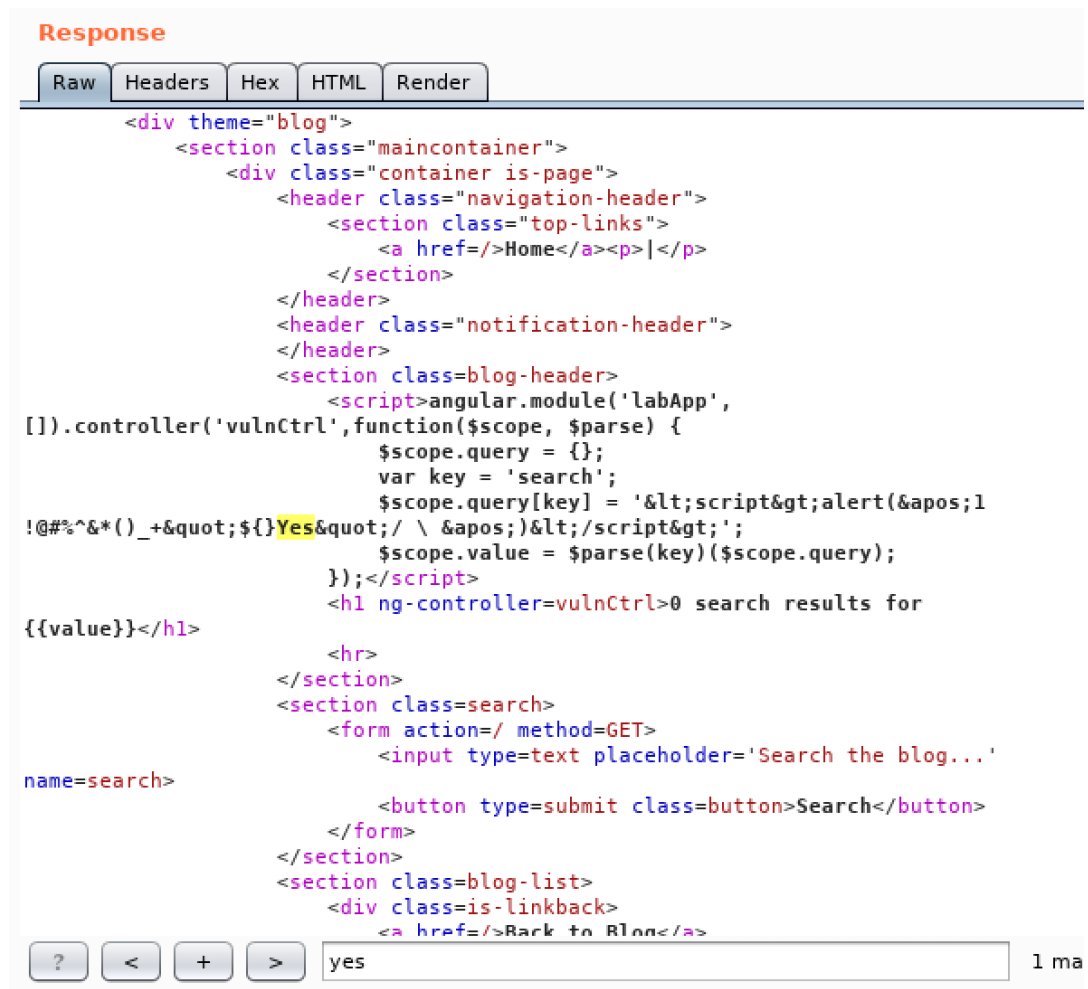 Response
Raw Headers Hex HTML Render
<div theme="blog">
<section class="maincontainer">
<div class="container is-page">
<header class="navigation-header">
<section class="top-links">
<a href=/>Home</a><p>|</p>
</section>
</header>
<header class="notification-header">
</header>
<section class=blog-header>
<script>angular.module('labApp',
[]).controller('vulnCtrl',function($scope, $parse) {
$scope.query = {};
var key = 'search';
$scope.query[key] = '&lt;script&gt;alert(&apos;1
!@#%^&*()_+&quot;${}Yes&quot;/ \ &apos;)&lt;/script&gt;';
$scope.value = $parse(key)($scope.query);
});</script>
<h1 ng-controller=vulnCtrl>0 search results for
{{value}}</h1>
<hr>
</section>
<section class=search>
<form action=/ method=GET>
<input type=text placeholder='Search the blog...'
name=search>
<button type=submit class=button>Search</button>
</form>
</section>
<section class=blog-list>
<div class=is-linkback>
<a href=/>Back to Blog</a>
? < + > yes 1 ma